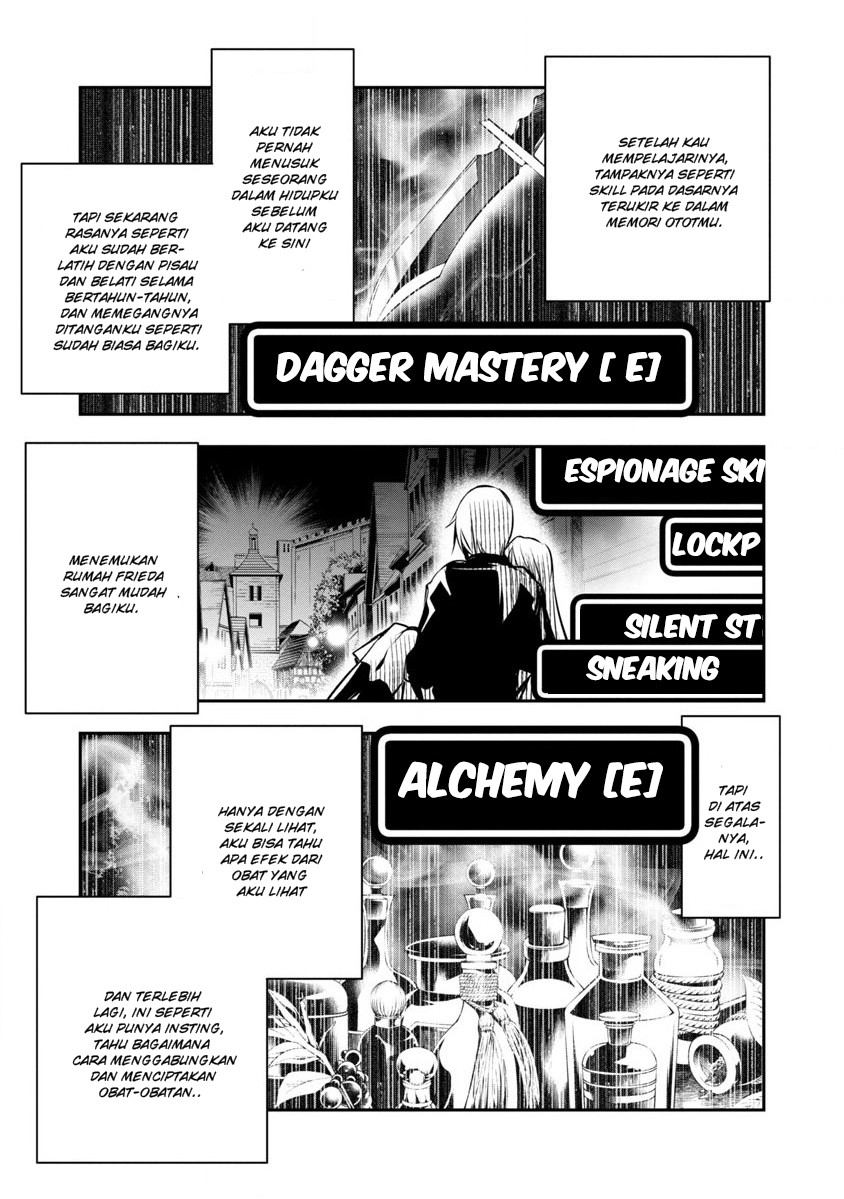 SETELAH KAU
MEMPELAJARINYA,
TAMPAKNYA SEPERTI
SKILL PADA DASARNYA
TERUKIR KE DALAM
MEMORI OTOTMU.
AKU TIDAK
PERNAH
MENUSUK
SESEORANG
DALAM HIDUPKU
SEBELUM
AKU DATANG
KE SINI
TAPI SEKARANG
RASANYA SEPERTI
AKU SUDAH BER-
LATIH DENGAN PISAU
DAN BELATI SELAMA
BERTAHUN-TAHUN,
DAN MEMEGANGNYA
DITANGANKU SEPERTI
SUDAH BIASA BAGIKU.
DAGGER MASTERY [ E]
ESPIONAGE SKI
LOCKP
SILENT ST
SNEAKING
MENEMUKAN
RUMAH FRIEDA
SANGAT MUDAH
BAGIKU.
TAPI
DI ATAS
SEGALA-
NYA,
HAL INI..
ALCHEMY [E]
HANYA DENGAN
SEKALI LIHAT,
AKU BISA TAHU
APA EFEK DARI
OBAT YANG
AKU LIHAT
DAN TERLEBIH
LAGI, INI SEPERTI
AKU PUNYA INSTING,
TAHU BAGAIMANA
CARA MENGGABUNGKAN
DAN MENCIPTAKAN
OBAT-OBATAN..